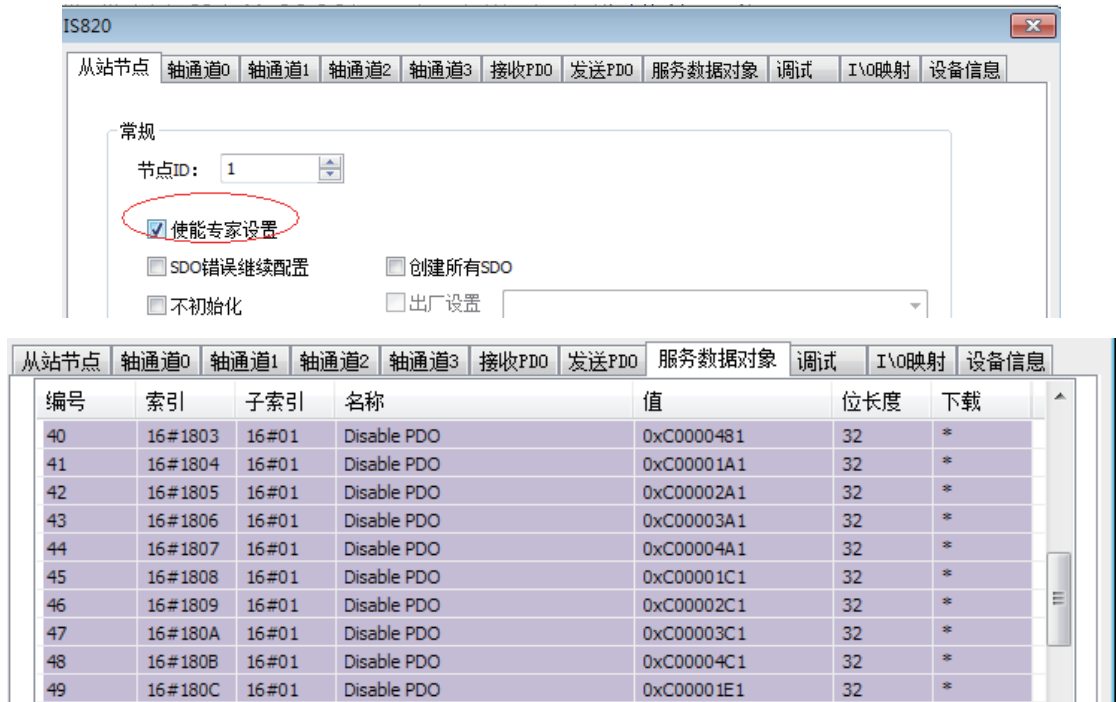 IS820
从站节点 轴通道0 轴通道1 轴通道2 轴通道3 接收PDO 发送PDO 服务数据对象 调试 I\O映射 设备信息
常规
节点ID: 1
使能专家设置
SDO错误继续配置 创建所有SDO
不初始化 出厂设置
从站节点 轴通道0 轴通道1 轴通道2 轴通道3 接收PDO 发送PDO 服务数据对象 调试 I\O映射 设备信息
编号 索引 子索引 名称 值 位长度 下载
40 16#1803 16#01 Disable PDO 0xC0000481 32 *
41 16#1804 16#01 Disable PDO 0xC00001A1 32 *
42 16#1805 16#01 Disable PDO 0xC00002A1 32 *
43 16#1806 16#01 Disable PDO 0xC00003A1 32 *
44 16#1807 16#01 Disable PDO 0xC00004A1 32 *
45 16#1808 16#01 Disable PDO 0xC00001C1 32 *
46 16#1809 16#01 Disable PDO 0xC00002C1 32 *
47 16#180A 16#01 Disable PDO 0xC00003C1 32 *
48 16#180B 16#01 Disable PDO 0xC00004C1 32 *
49 16#180C 16#01 Disable PDO 0xC00001E1 32 *